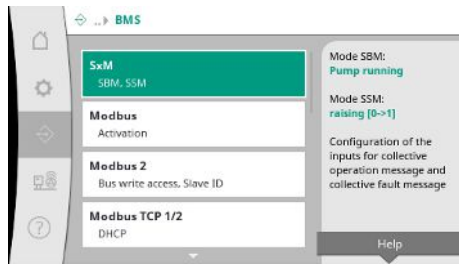 ..▸ BMS
SxM
SBM, SSM
Modbus
Activation
Modbus 2
Bus write access, Slave ID
Modbus TCP 1/2
DHCP
Mode SBM:
Pump running
Mode SSM:
raising [0->1]
Configuration of the
inputs for collective
operation message and
collective fault message
Help